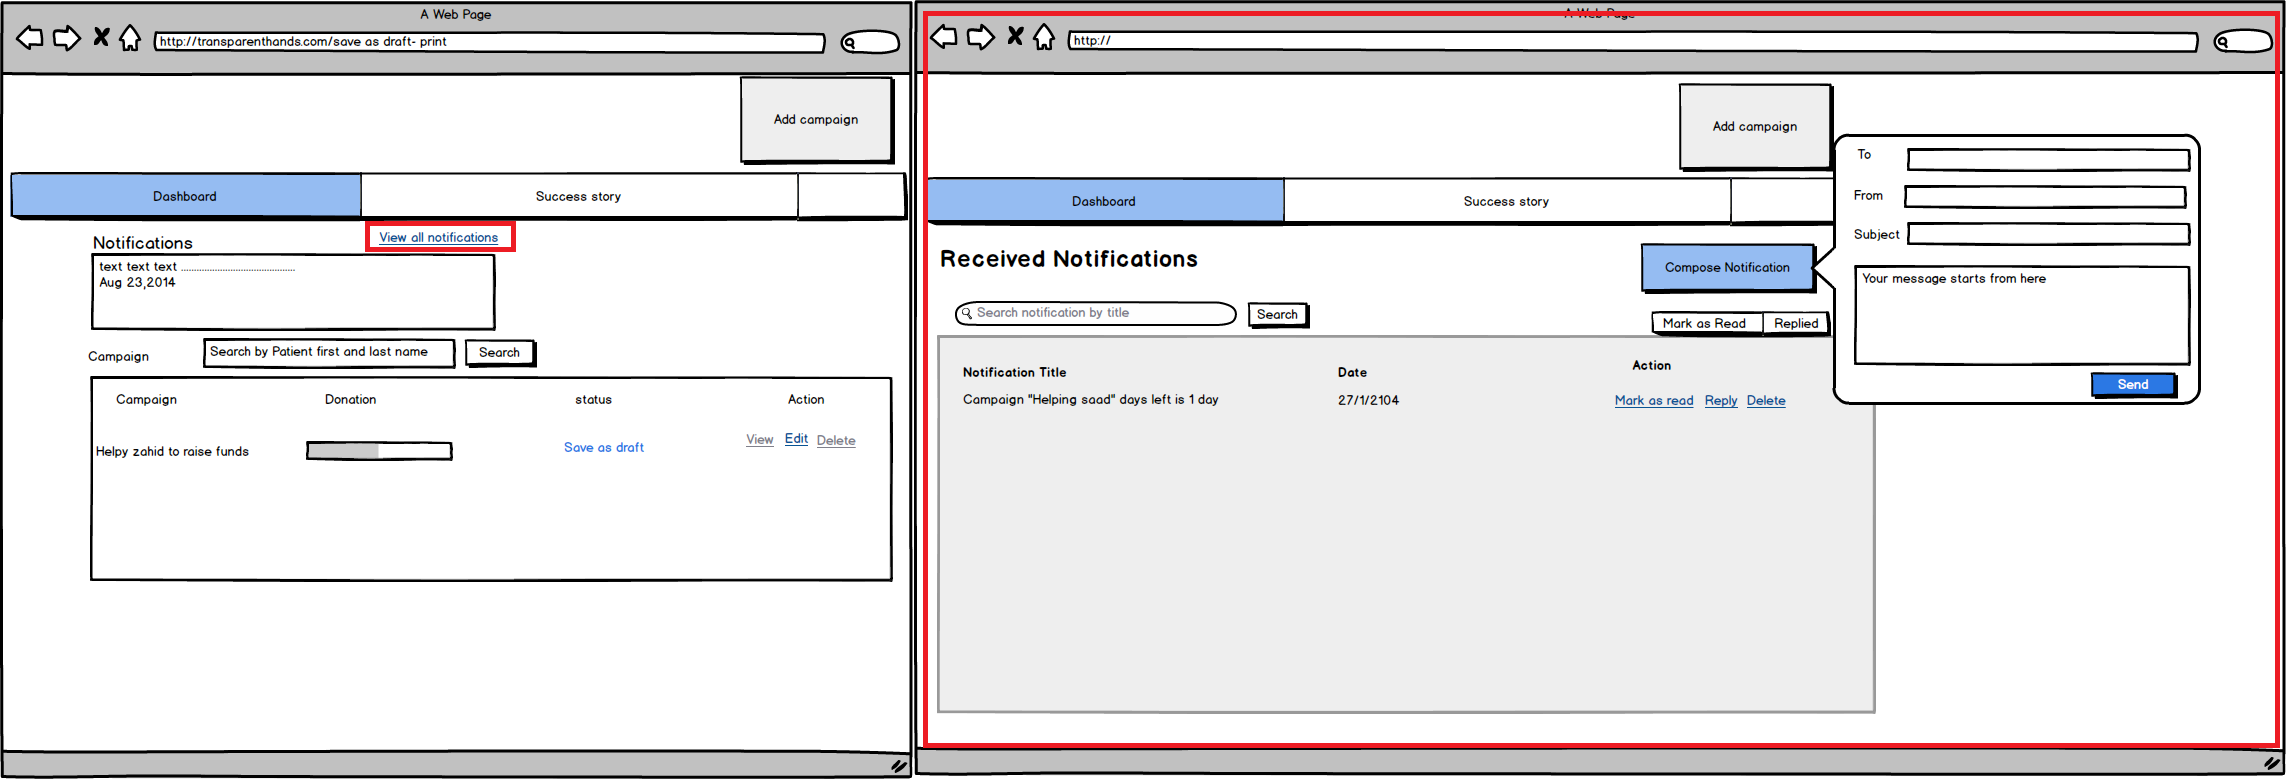 A Web Page
http://transparenthands.com/save as draft- print
Add campaign
Dashboard
Success story
View all notifications
Notifications
text text text ............................................
Aug 23,2014
Campaign
Search by Patient first and last name
Search
Campaign Donation status Action
Helpy zahid to raise funds
Save as draft
View Edit Delete
A Web Page
http://
Add campaign
Dashboard
Success story
Received Notifications
Compose Notification
Search notification by title
Search
Mark as Read Replied
Notification Title Date Action
Campaign "Helping saad" days left is 1 day 27/1/2104 Mark as read Reply Delete
To
From
Subject
Your message starts from here
Send